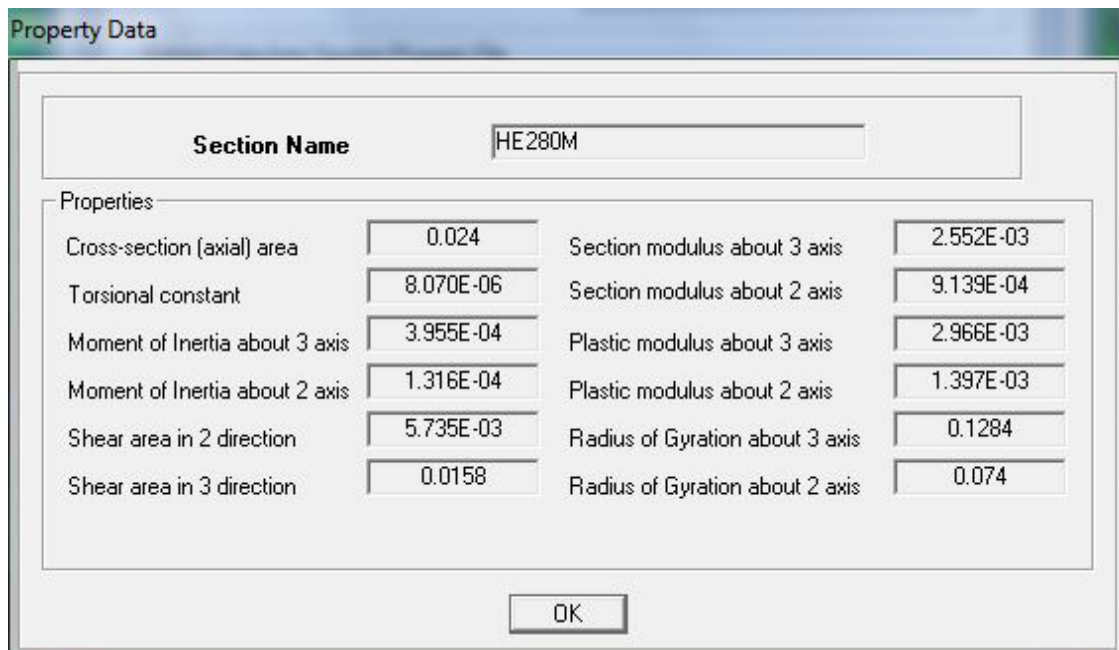 Property Data
Section Name HE280M
Properties
Cross-section (axial) area 0.024 Section modulus about 3 axis 2.552E-03
Torsional constant 8.070E-06 Section modulus about 2 axis 9.139E-04
Moment of Inertia about 3 axis 3.955E-04 Plastic modulus about 3 axis 2.966E-03
Moment of Inertia about 2 axis 1.316E-04 Plastic modulus about 2 axis 1.397E-03
Shear area in 2 direction 5.735E-03 Radius of Gyration about 3 axis 0.1284
Shear area in 3 direction 0.0158 Radius of Gyration about 2 axis 0.074
OK